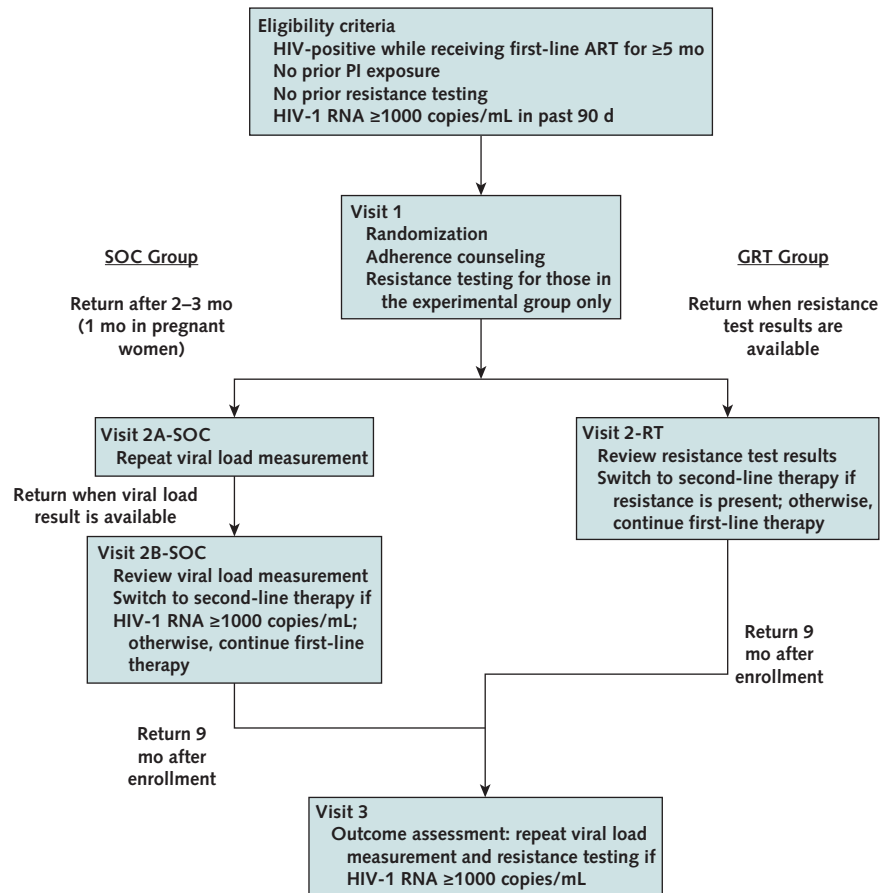 Eligibility criteria
HIV-positive while receiving first-line ART for ≥5 mo
No prior PI exposure
No prior resistance testing
HIV-1 RNA ≥1000 copies/mL in past 90 d
Visit 1
Randomization
Adherence counseling
Resistance testing for those in
the experimental group only
SOC Group
Return after 2–3 mo
(1 mo in pregnant
women)
GRT Group
Return when resistance
test results are
available
Visit 2A-SOC
Repeat viral load measurement
Return when viral load
result is available
Visit 2B-SOC
Review viral load measurement
Switch to second-line therapy if
HIV-1 RNA ≥1000 copies/mL;
otherwise, continue first-line
therapy
Visit 2-RT
Review resistance test results
Switch to second-line therapy if
resistance is present; otherwise,
continue first-line therapy
Return 9
mo after
enrollment
Return 9
mo after
enrollment
Visit 3
Outcome assessment: repeat viral load
measurement and resistance testing if
HIV-1 RNA ≥1000 copies/mL